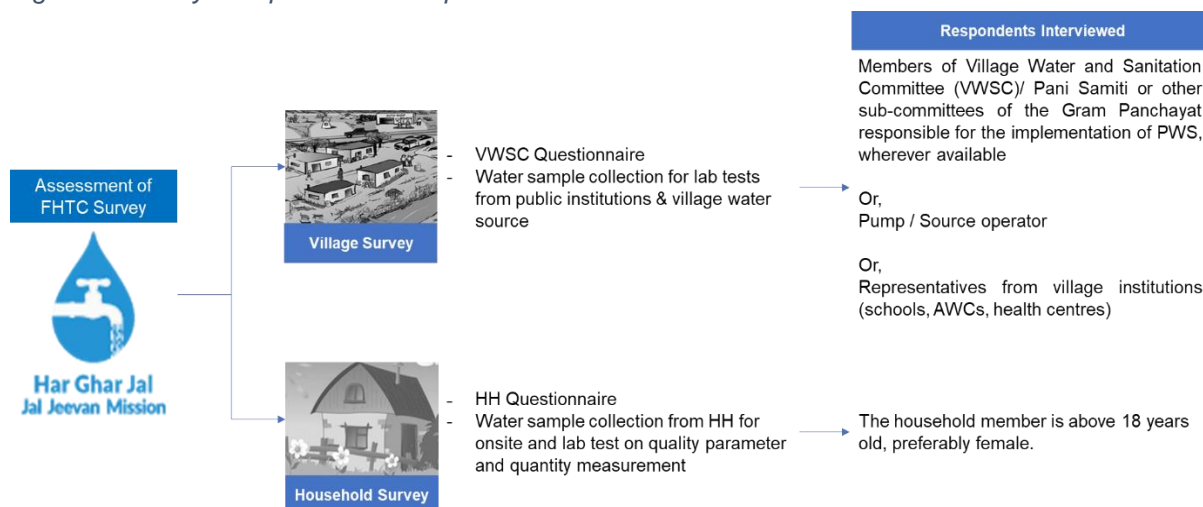 Respondents Interviewed
Members of Village Water and Sanitation
Committee (VWSC)/ Pani Samiti or other
sub-committees of the Gram Panchayat
responsible for the implementation of PWS,
wherever available
Or,
Pump / Source operator
Or,
Representatives from village institutions
(schools, AWCs, health centres)
- VWSC Questionnaire
- Water sample collection for lab tests
from public institutions & village water
source
Village Survey
Assessment of
FHTC Survey
Har Ghar Jal
Jal Jeevan Mission
- HH Questionnaire
- Water sample collection from HH for
onsite and lab test on quality parameter
and quantity measurement
The household member is above 18 years
old, preferably female.
Household Survey